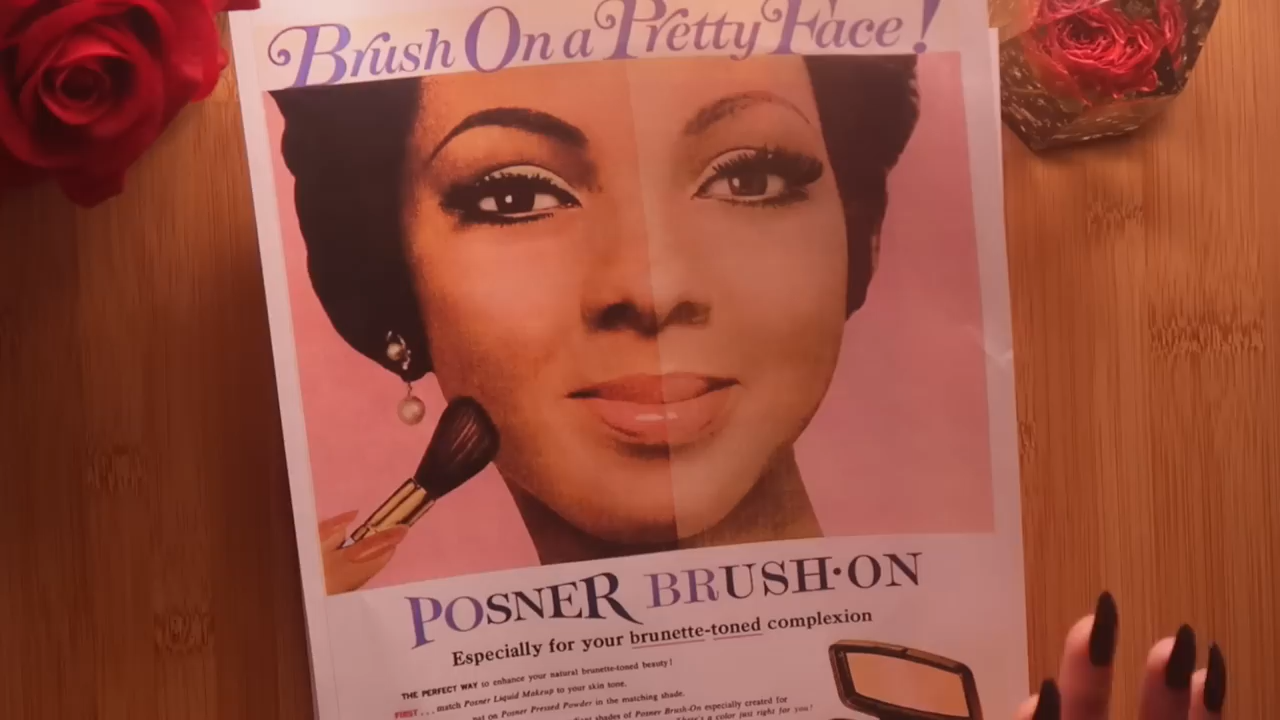 Brush On a Pretty Face!
POSNER BRUSH·ON
Especially for your brunette-toned complexion
THE PERFECT WAY to enhance your natural brunette-toned beauty!
FIRST... match Posner Liquid Makeup to your skin tone.
on Posner Pressed Powder in the matching shade.
shades of Posner Brush-On especially created for
a color just right for you!